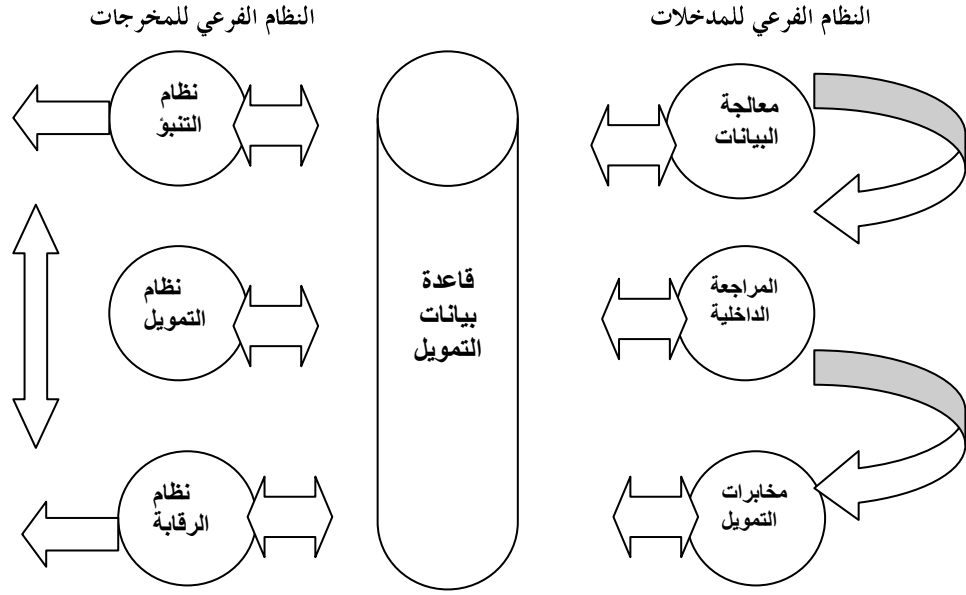 النظام الفرعي للمدخلات
النظام الفرعي للمخرجات
معالجة
البيانات
المراجعة
الداخلية
مخابرات
التمويل
قاعدة
بيانات
التمويل
نظام
التنبؤ
نظام
التمويل
نظام
الرقابة